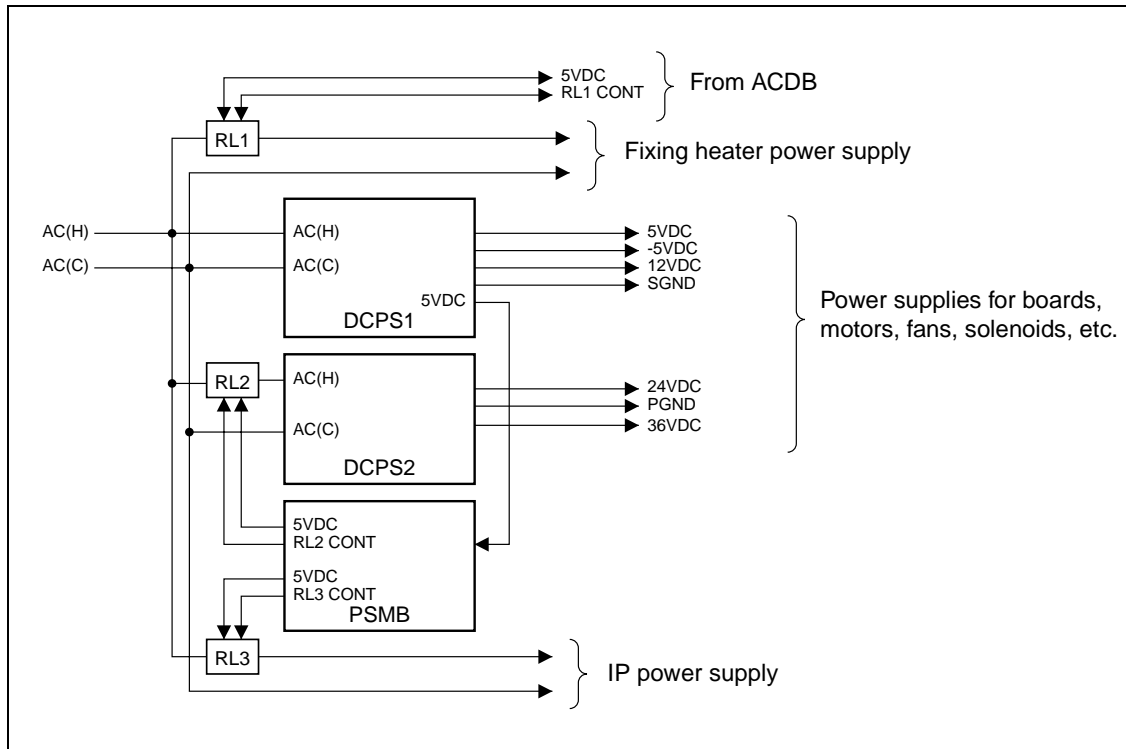 5VDC
RL1 CONT
From ACDB
RL1
Fixing heater power supply
AC(H)
AC(C)
AC(H)
AC(C)
5VDC
DCPS1
5VDC
-5VDC
12VDC
SGND
Power supplies for boards,
motors, fans, solenoids, etc.
RL2
AC(H)
AC(C)
DCPS2
24VDC
PGND
36VDC
5VDC
RL2 CONT
5VDC
RL3 CONT
PSMB
RL3
IP power supply